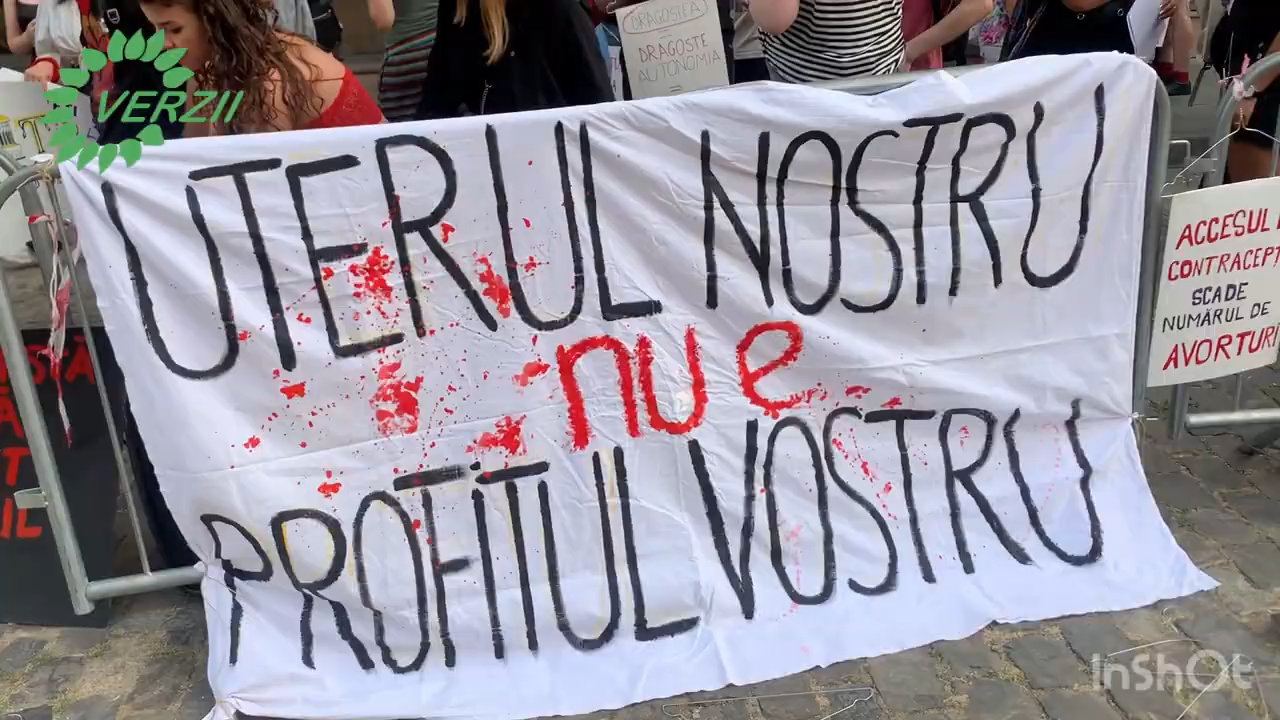 VERZII
DRAGOSTEA
=
DRAGOSTE
AUTONOMIA
=
UTERUL NOSTRU
nu e
PROFITUL VOSTRU
ACCESUL
CONTRACEPT
SCADE
NUMĂRUL DE
AVORTURI
InShOt